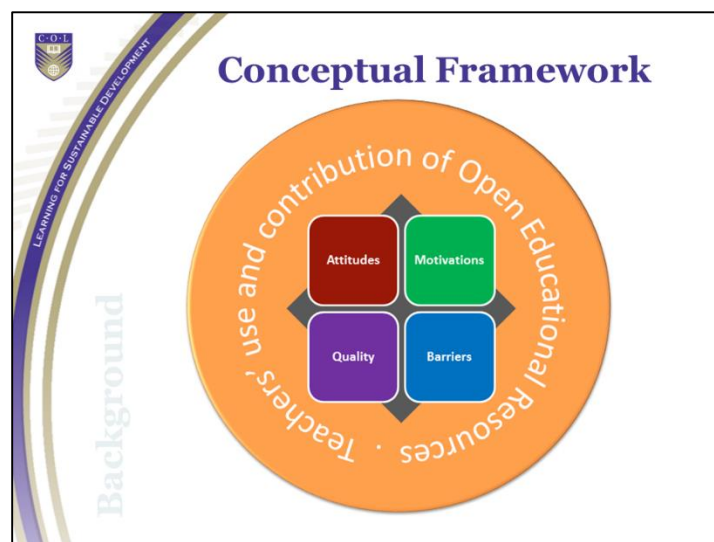 C·O·L
LEARNING FOR SUSTAINABLE DEVELOPMENT
Conceptual Framework
Background
Teachers’ use and contribution of Open Educational Resources .
Attitudes
Motivations
Quality
Barriers